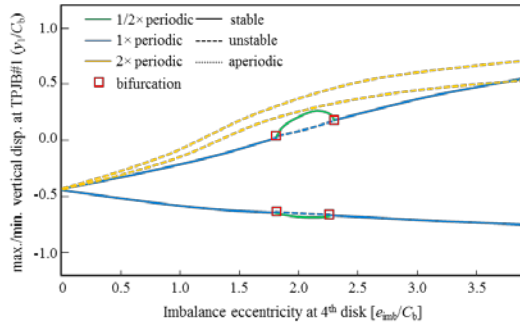 1.0
0.5
0.0
-0.5
-1.0
max./min. vertical disp. at TPJB#1 (y₁/C_b)
1/2× periodic
1× periodic
2× periodic
bifurcation
stable
unstable
aperiodic
0 0.5 1.0 1.5 2.0 2.5 3.0 3.5
Imbalance eccentricity at 4th disk [e_imb/C_b]